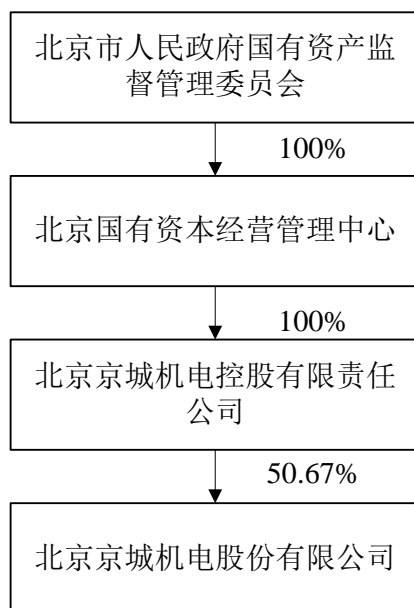 北京市人民政府国有资产监
督管理委员会
100%
北京国有资本经营管理中心
100%
北京京城机电控股有限责任
公司
50.67%
北京京城机电股份有限公司